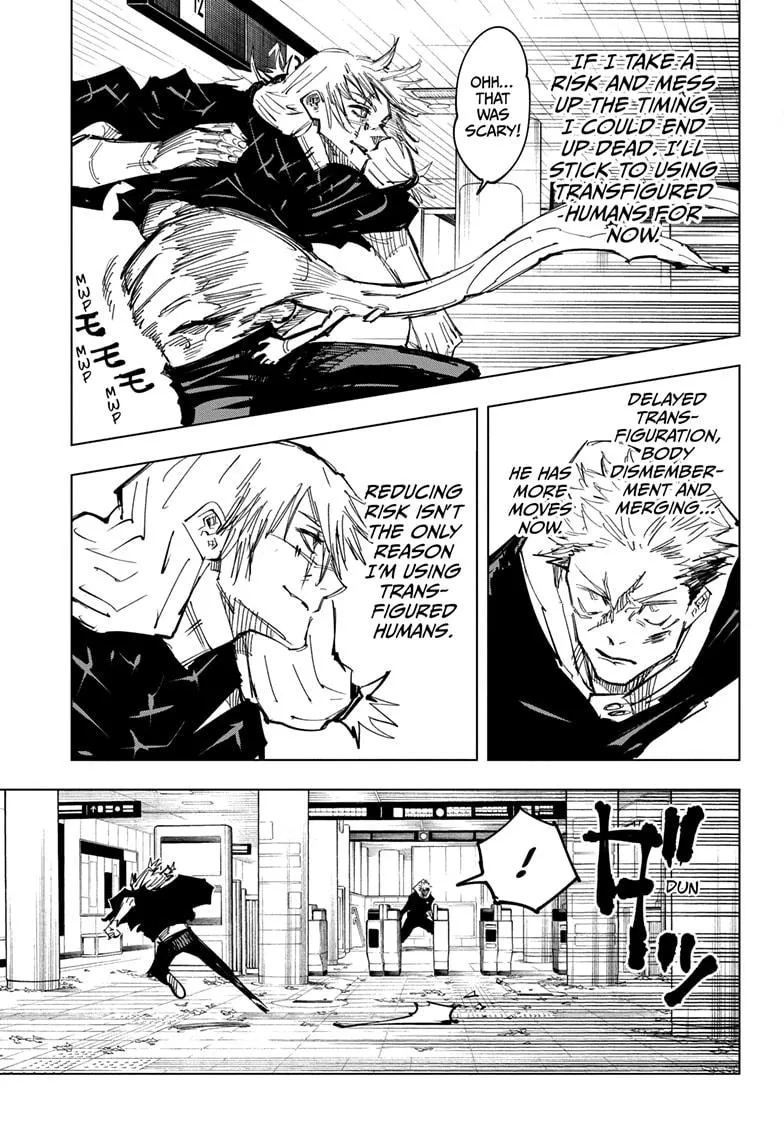 IF I TAKE A
RISK AND MESS
UP THE TIMING,
I COULD END
UP DEAD. I'LL
STICK TO USING
TRANSFIGURED
HUMANS FOR
NOW.
OHH...
THAT
WAS
SCARY!
12
モモモ
MWP
MWP
MWP
DELAYED
TRANS-
FIGURATION,
BODY
DISMEMBER-
MENT AND
MERGING...
HE HAS
MORE
MOVES
NOW.
REDUCING
RISK ISN'T
THE ONLY
REASON
I'M USING
TRANS-
FIGURED
HUMANS.
!
DUN